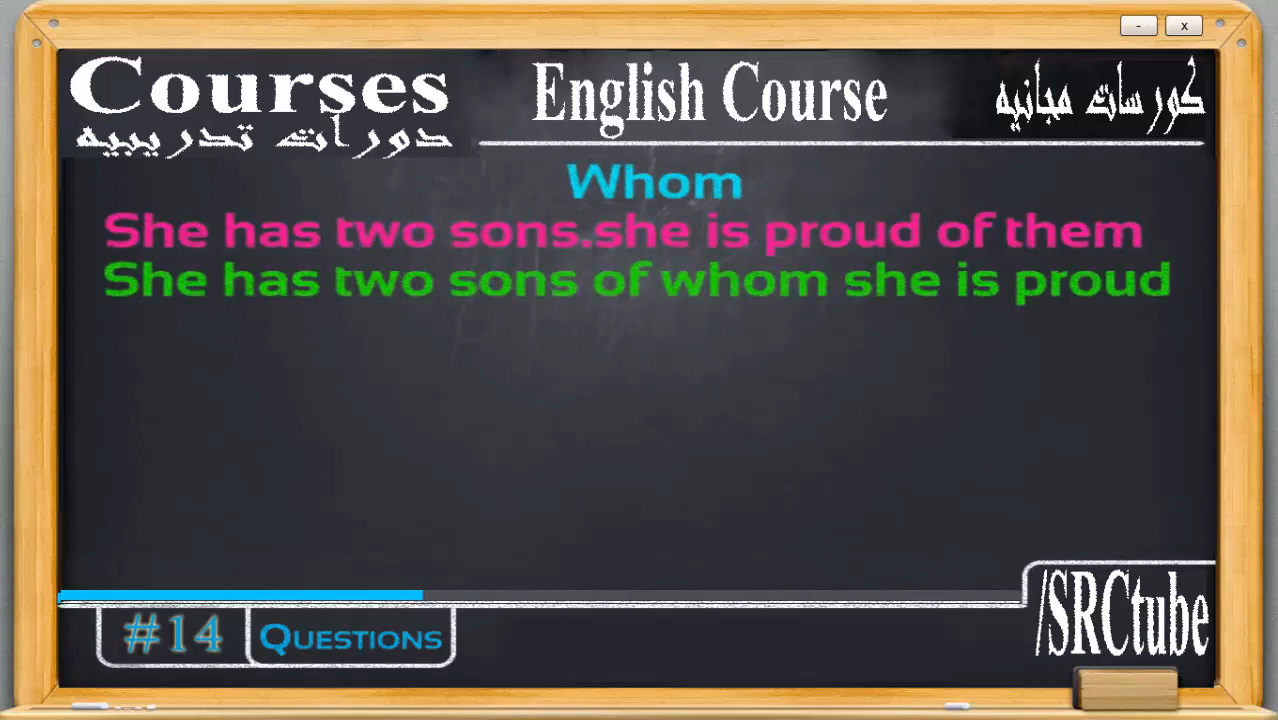 Courses
دورات تدريبيه
English Course
كورسات مجانيه
Whom
She has two sons.she is proud of them
She has two sons of whom she is proud
#14
QUESTIONS
/SRCtube
- x